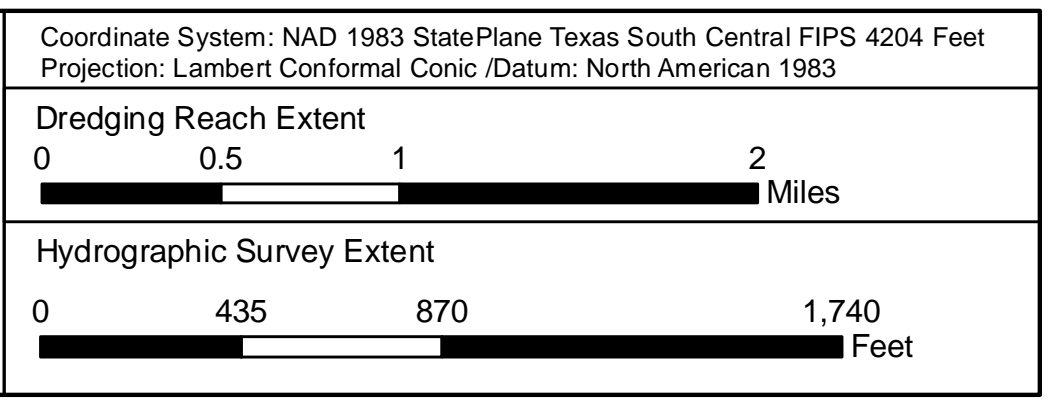 Coordinate System: NAD 1983 StatePlane Texas South Central FIPS 4204 Feet
Projection: Lambert Conformal Conic /Datum: North American 1983
Dredging Reach Extent
0 0.5 1 2
Miles
Hydrographic Survey Extent
0 435 870 1,740
Feet